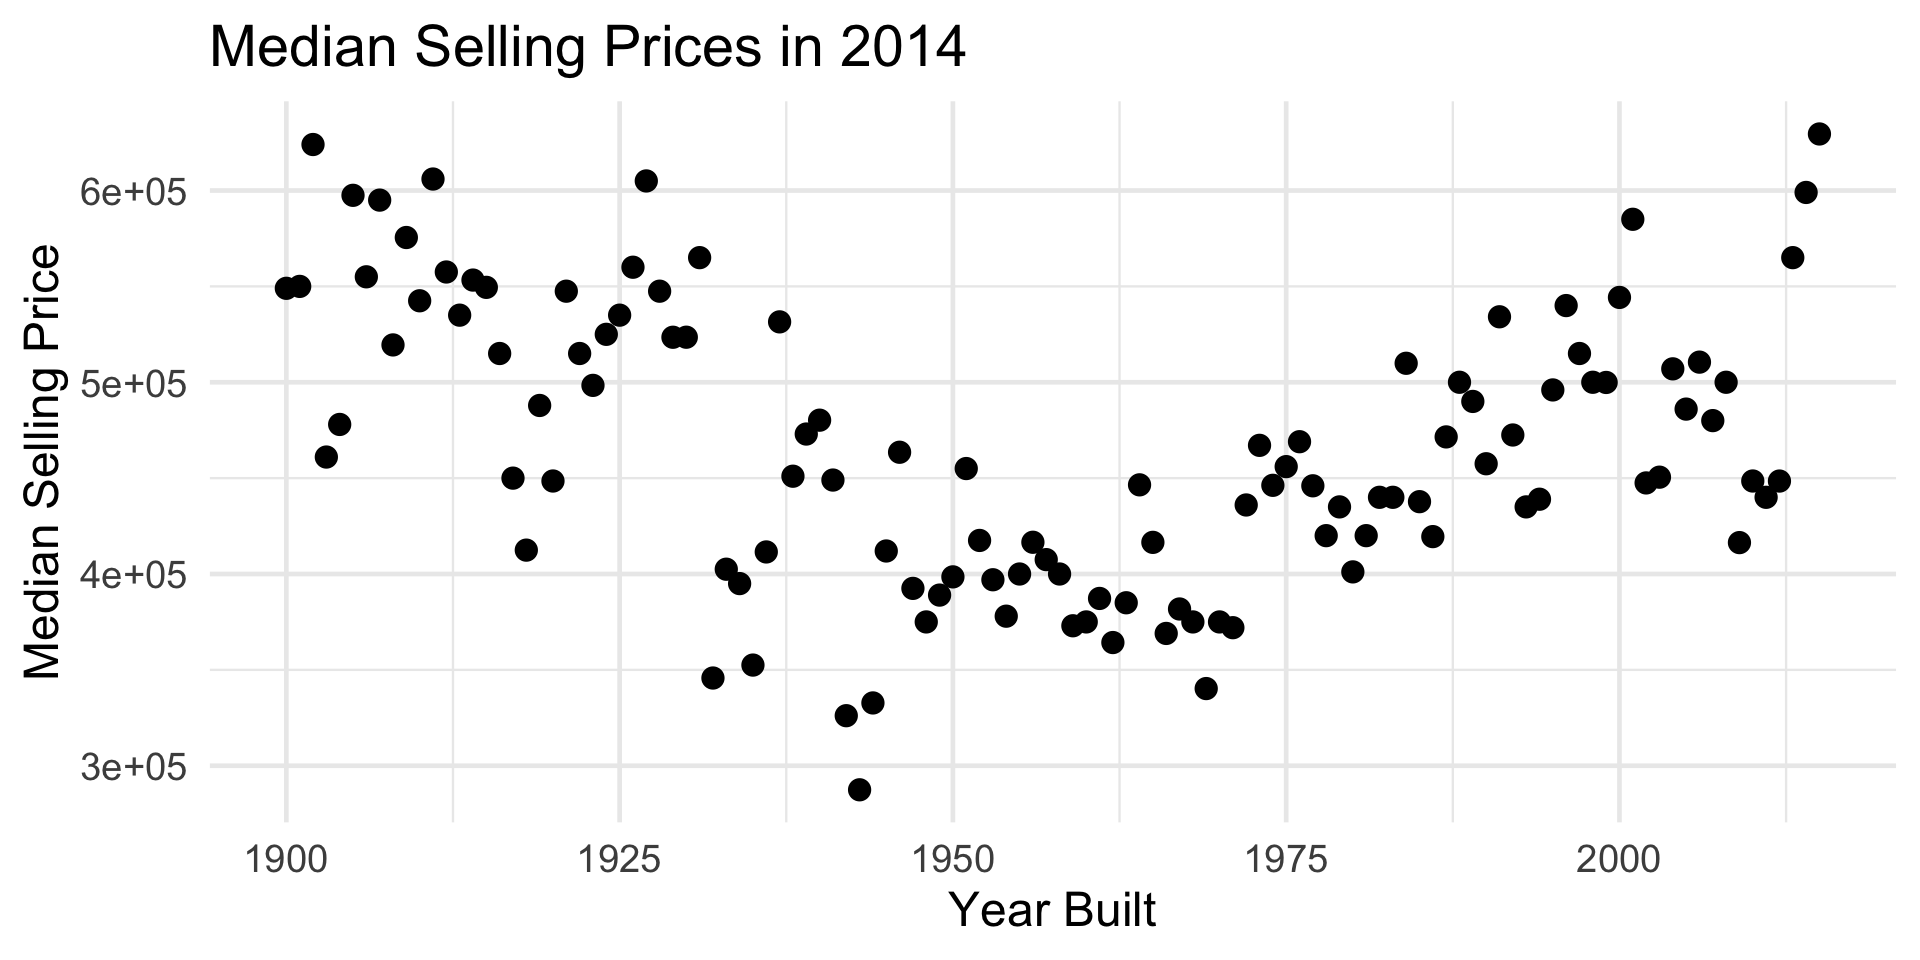 Median Selling Prices in 2014
Median Selling Price
6e+05
5e+05
4e+05
3e+05
1900 1925 1950 1975 2000
Year Built